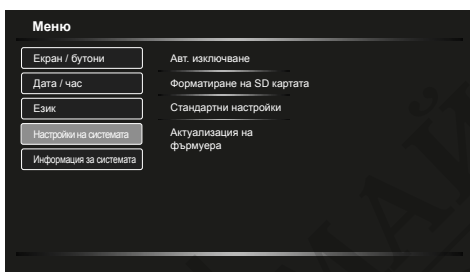 Меню
Екран / бутони
Дата / час
Език
Настройки на системата
Информация за системата
Авт. изключване
Форматиране на SD картата
Стандартни настройки
Актуализация на
фърмуера